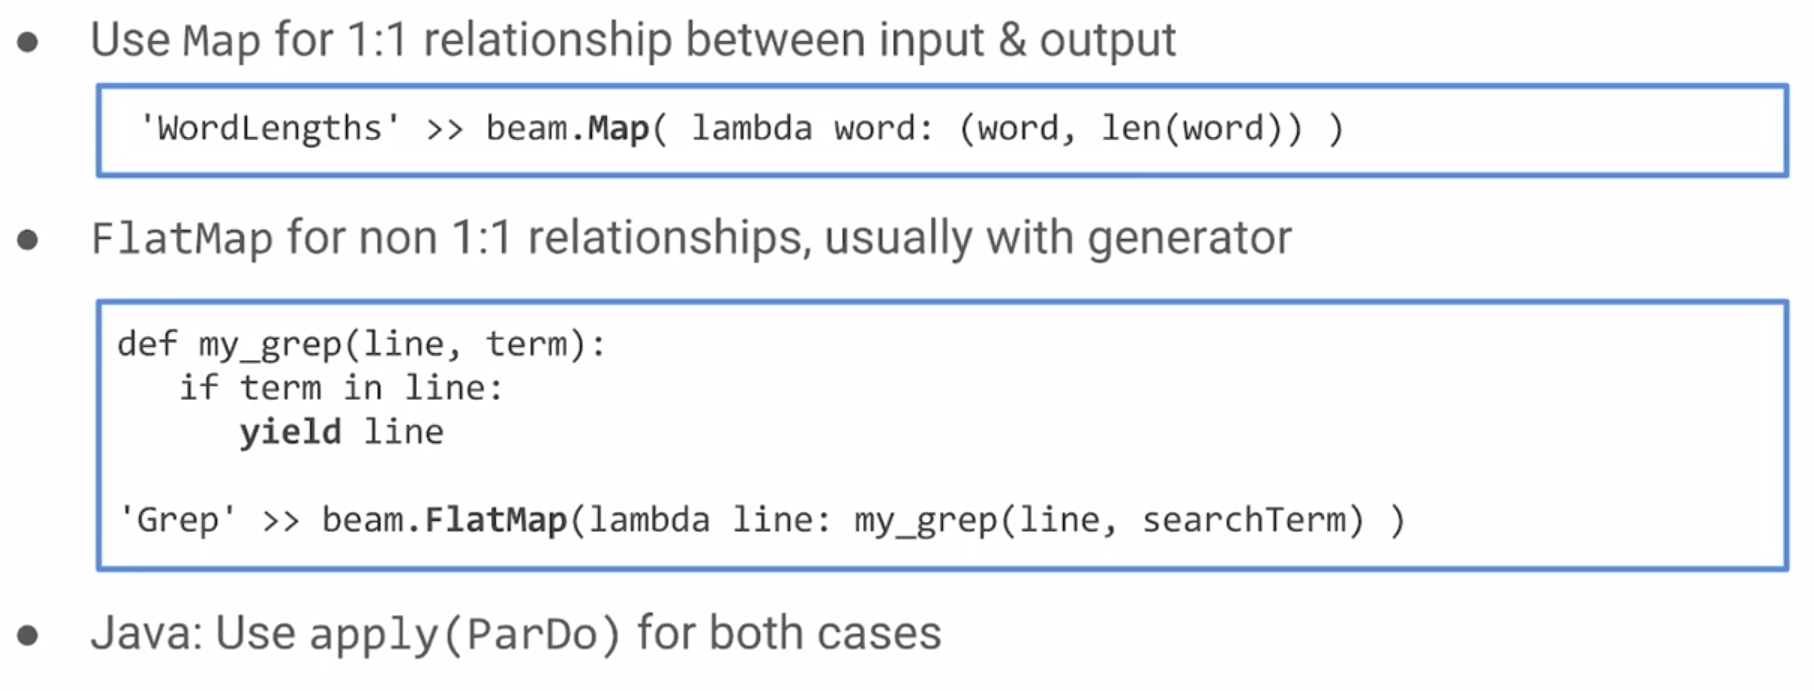 ● Use Map for 1:1 relationship between input & output
'WordLengths' >> beam.Map( lambda word: (word, len(word)) )
● FlatMap for non 1:1 relationships, usually with generator
def my_grep(line, term):
   if term in line:
      yield line
'Grep' >> beam.FlatMap(lambda line: my_grep(line, searchTerm) )
● Java: Use apply(ParDo) for both cases